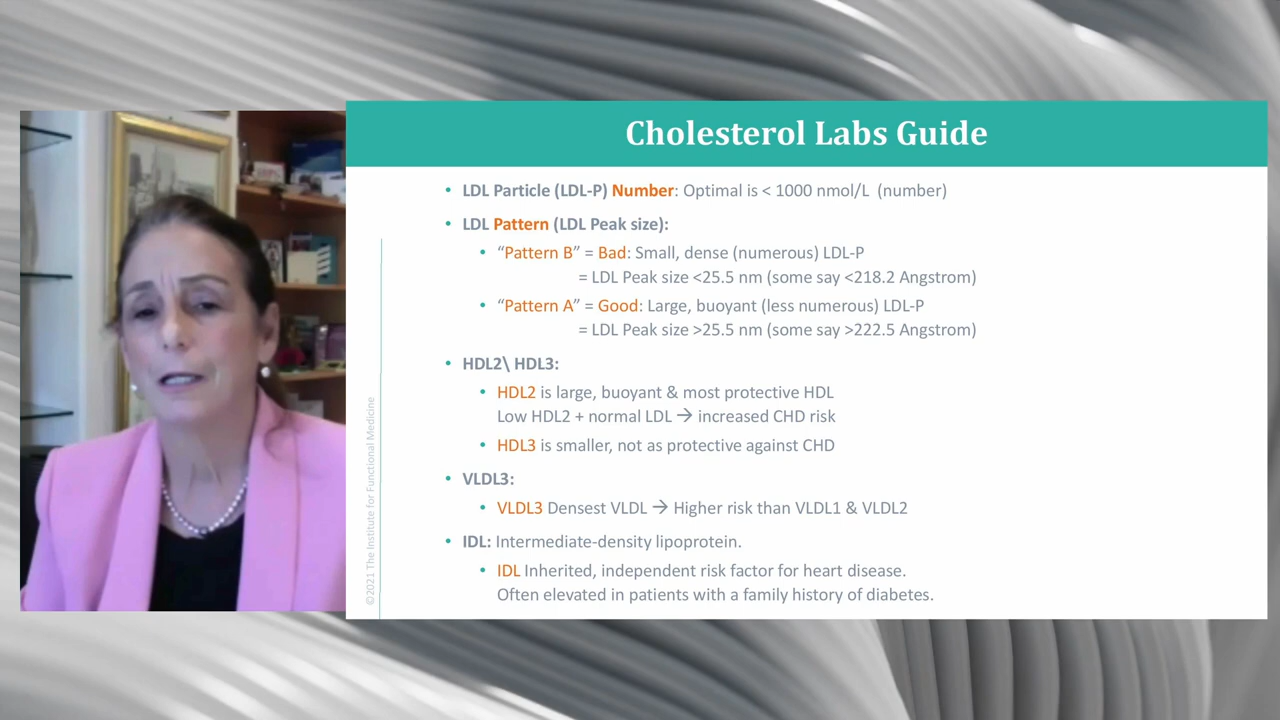 Cholesterol Labs Guide
• LDL Particle (LDL-P) Number: Optimal is < 1000 nmol/L (number)
• LDL Pattern (LDL Peak size):
• “Pattern B” = Bad: Small, dense (numerous) LDL-P
= LDL Peak size <25.5 nm (some say <218.2 Angstrom)
• “Pattern A” = Good: Large, buoyant (less numerous) LDL-P
= LDL Peak size >25.5 nm (some say >222.5 Angstrom)
• HDL2\ HDL3:
• HDL2 is large, buoyant & most protective HDL
Low HDL2 + normal LDL → increased CHD risk
• HDL3 is smaller, not as protective against CHD
• VLDL3:
• VLDL3 Densest VLDL → Higher risk than VLDL1 & VLDL2
• IDL: Intermediate-density lipoprotein.
• IDL Inherited, independent risk factor for heart disease.
Often elevated in patients with a family history of diabetes.
©2021 The Institute for Functional Medicine